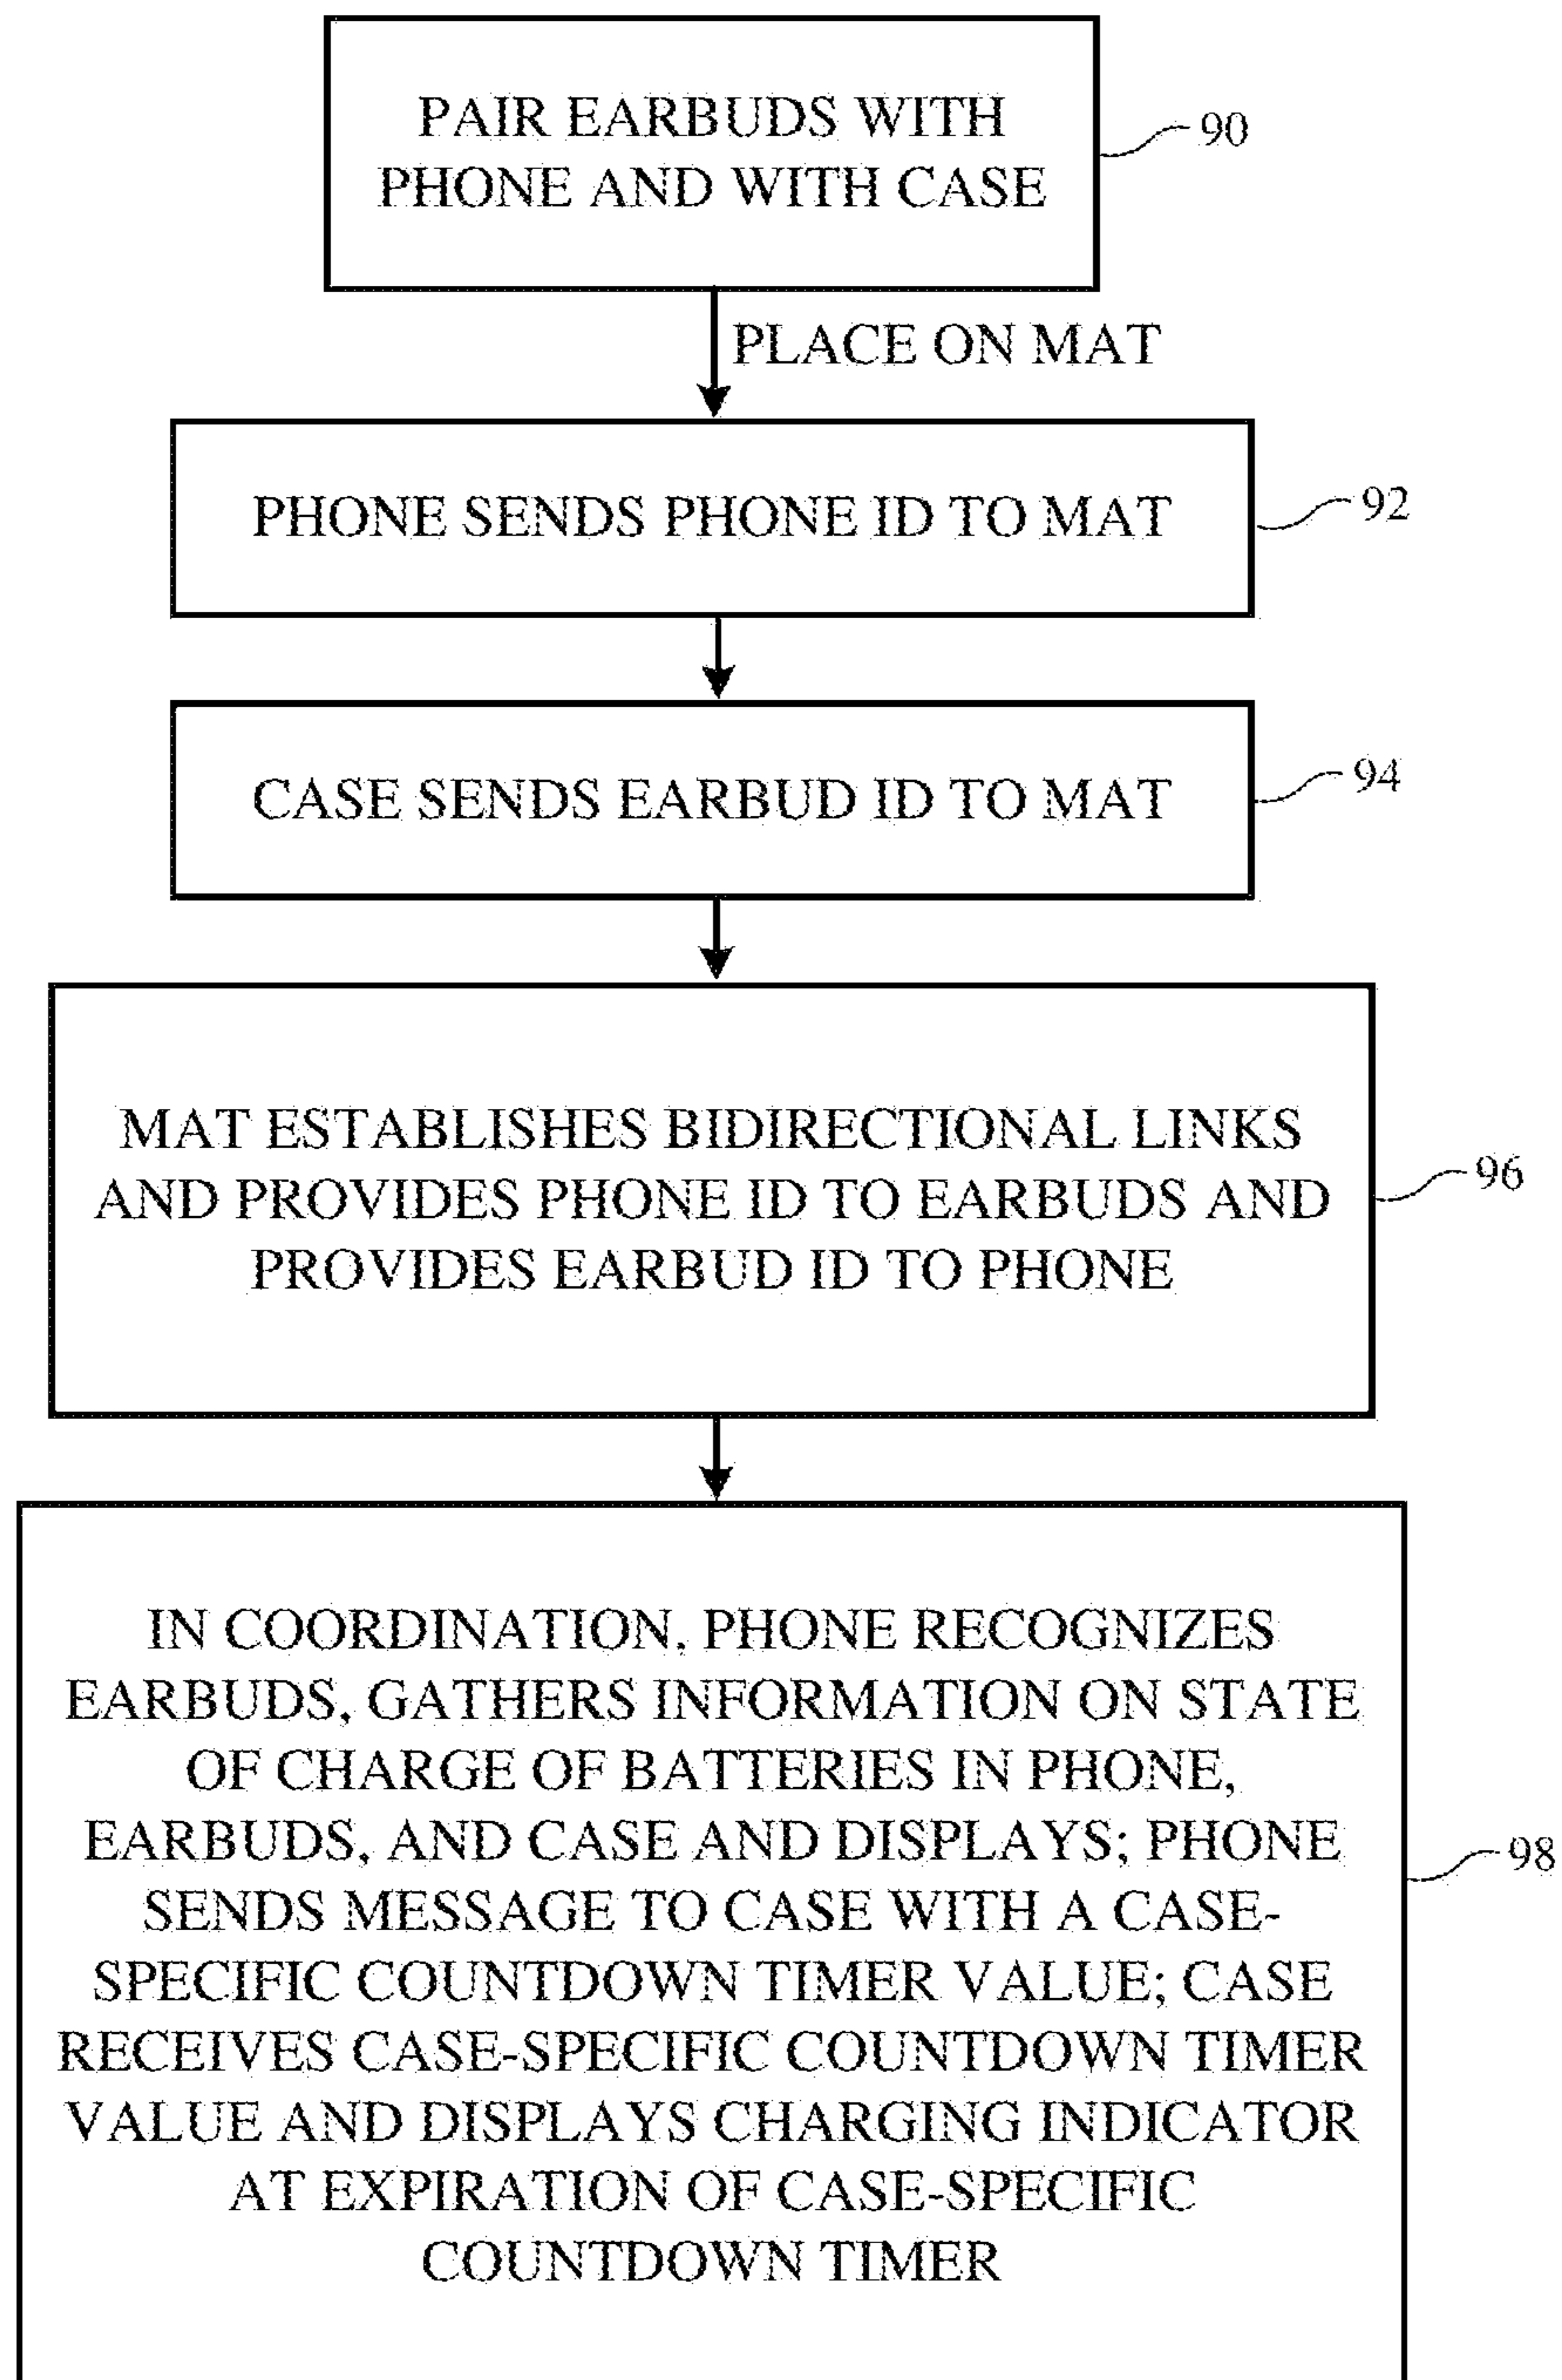 PAIR EARBUDS WITH
PHONE AND WITH CASE
90
PLACE ON MAT
PHONE SENDS PHONE ID TO MAT
92
CASE SENDS EARBUD ID TO MAT
94
MAT ESTABLISHES BIDIRECTIONAL LINKS
AND PROVIDES PHONE ID TO EARBUDS AND
PROVIDES EARBUD ID TO PHONE
96
IN COORDINATION, PHONE RECOGNIZES
EARBUDS, GATHERS INFORMATION ON STATE
OF CHARGE OF BATTERIES IN PHONE,
EARBUDS, AND CASE AND DISPLAYS; PHONE
SENDS MESSAGE TO CASE WITH A CASE-
SPECIFIC COUNTDOWN TIMER VALUE; CASE
RECEIVES CASE-SPECIFIC COUNTDOWN TIMER
VALUE AND DISPLAYS CHARGING INDICATOR
AT EXPIRATION OF CASE-SPECIFIC
COUNTDOWN TIMER
98